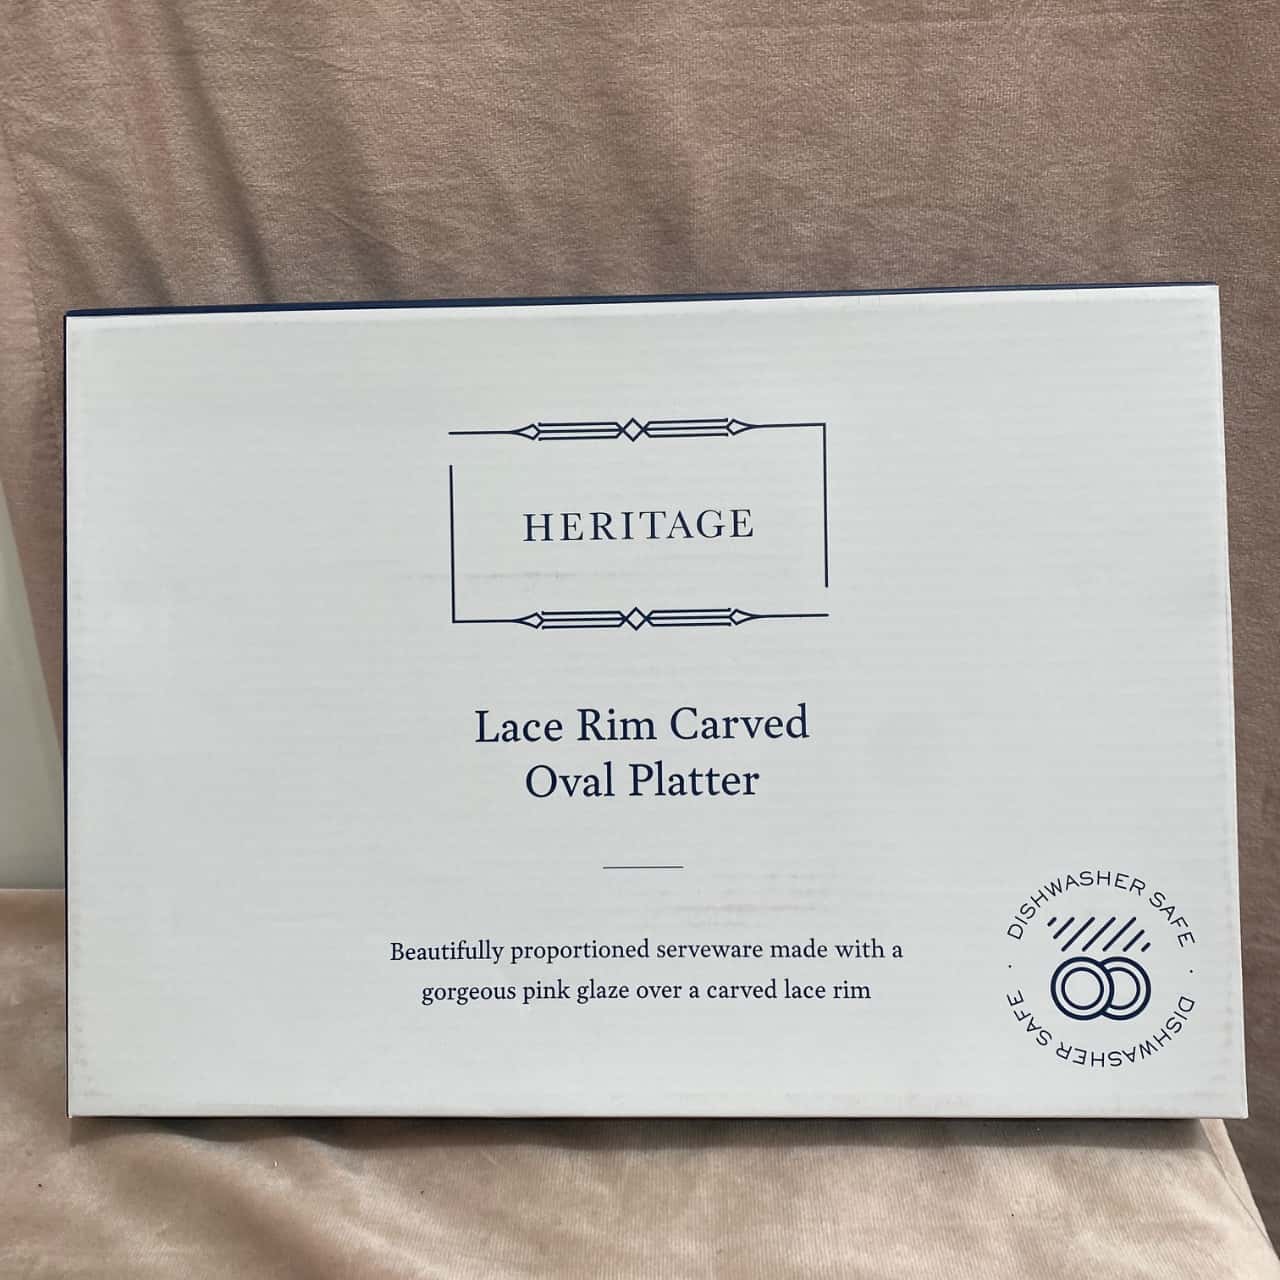 HERITAGE
Lace Rim Carved
Oval Platter
Beautifully proportioned serveware made with a
gorgeous pink glaze over a carved lace rim
DISHWASHER SAFE · DISHWASHER SAFE ·